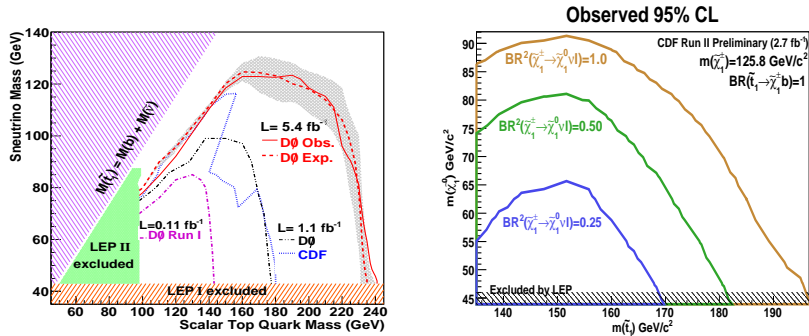 Sneutrino Mass (GeV)
140
120
100
80
60
40
M(t̃₁) = M(b) + M(ν̃)
L= 5.4 fb⁻¹
DØ Obs.
DØ Exp.
L=0.11 fb⁻¹
DØ Run I
L= 1.1 fb⁻¹
DØ
CDF
LEP II
excluded
LEP I excluded
60 80 100 120 140 160 180 200 220 240
Scalar Top Quark Mass (GeV)
Observed 95% CL
m(χ̃₁⁰) GeV/c²
90
85
80
75
70
65
60
55
50
45
CDF Run II Preliminary (2.7 fb⁻¹)
m(χ̃₁±)=125.8 GeV/c²
BR(t̃₁→χ̃₁±b)=1
BR²(χ̃₁±→χ̃₁⁰νl)=1.0
BR²(χ̃₁±→χ̃₁⁰νl)=0.50
BR²(χ̃₁±→χ̃₁⁰νl)=0.25
Excluded by LEP
140 150 160 170 180 190
m(t̃₁) GeV/c²